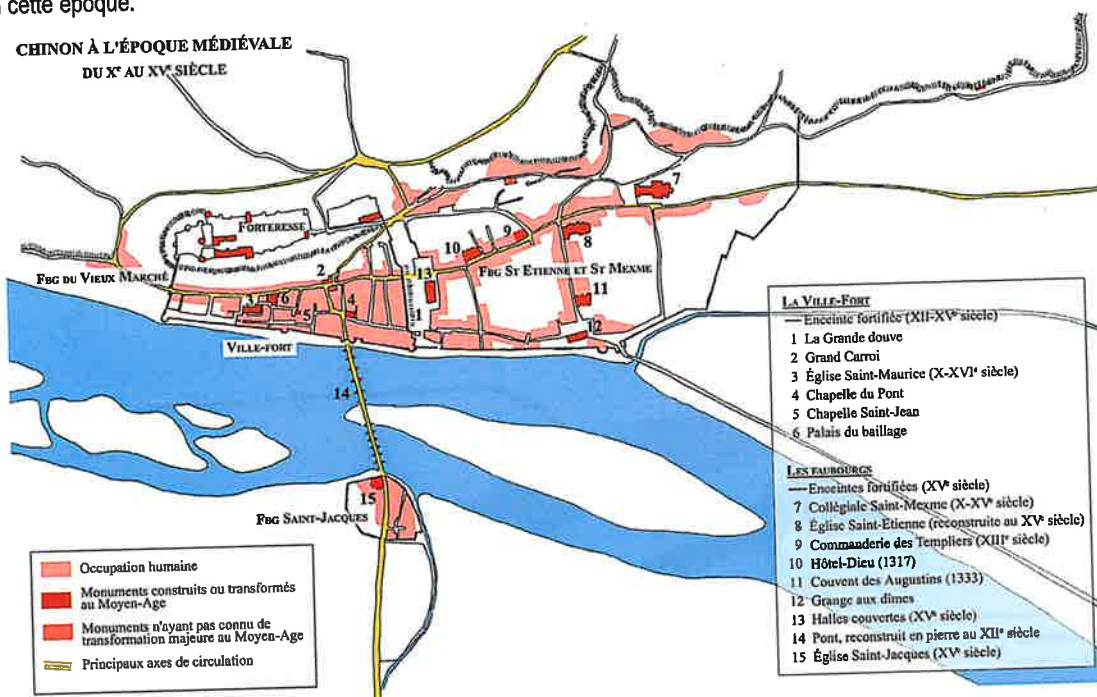 cette époque.
CHINON À L'ÉPOQUE MÉDIÉVALE
DU Xᵉ AU XVᵉ SIÈCLE
7
FORTERESSE
9
8
10
FBG DU VIEUX MARCHÉ
2
13
FBG ST ETIENNE ET ST MEXME
3
6
4
5
1
11
12
VILLE-FORT
14
15
FBG SAINT-JACQUES
Occupation humaine
Monuments construits ou transformés
au Moyen-Age
Monuments n'ayant pas connu de
transformation majeure au Moyen-Age
Principaux axes de circulation
LA VILLE-FORT
Enceinte fortifiée (XII-XVᵉ siècle)
1 La Grande douve
2 Grand Carroi
3 Église Saint-Maurice (X-XVIᵉ siècle)
4 Chapelle du Pont
5 Chapelle Saint-Jean
6 Palais du baillage
LES FAUBOURGS
Enceintes fortifiées (XVᵉ siècle)
7 Collégiale Saint-Mexme (X-XVᵉ siècle)
8 Église Saint-Étienne (reconstruite au XVᵉ siècle)
9 Commanderie des Templiers (XIIIᵉ siècle)
10 Hôtel-Dieu (1317)
11 Couvent des Augustins (1333)
12 Grange aux dîmes
13 Halles couvertes (XVᵉ siècle)
14 Pont, reconstruit en pierre au XIIᵉ siècle
15 Église Saint-Jacques (XVᵉ siècle)